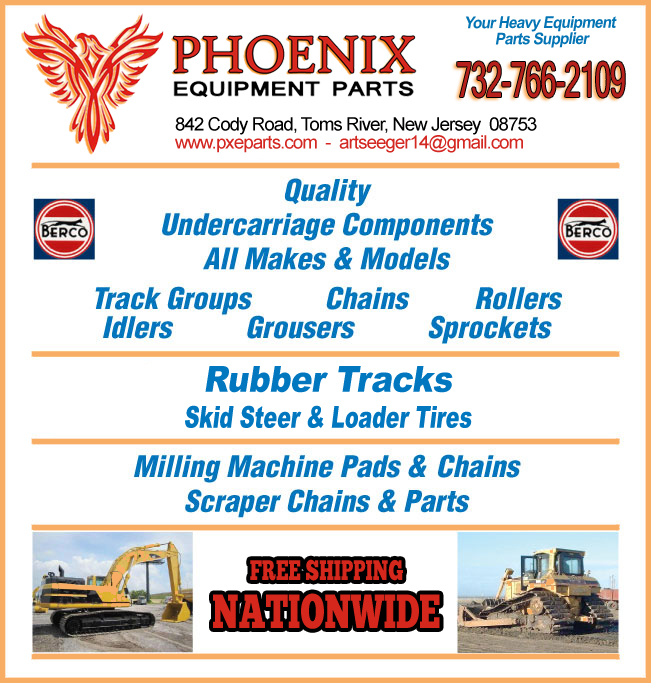 PHOENIX
EQUIPMENT PARTS
Your Heavy Equipment
Parts Supplier
732-766-2109
842 Cody Road, Toms River, New Jersey 08753
www.pxeparts.com - artseeger14@gmail.com
BERCO
Quality
Undercarriage Components
All Makes & Models
BERCO
Track Groups Chains Rollers
Idlers Grousers Sprockets
Rubber Tracks
Skid Steer & Loader Tires
Milling Machine Pads & Chains
Scraper Chains & Parts
FREE SHIPPING
NATIONWIDE